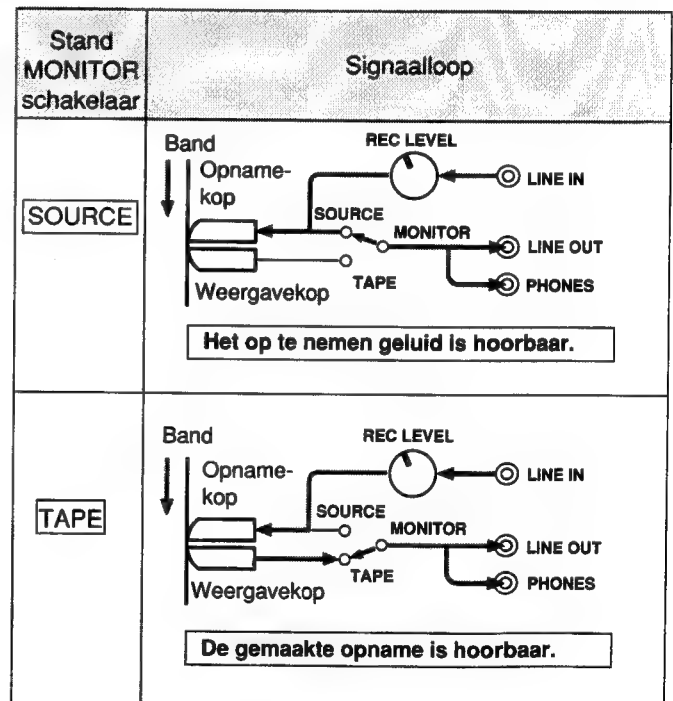 Stand
MONITOR
schakelaar
Signaalloop
SOURCE
Band
REC LEVEL
Opname-
kop
LINE IN
SOURCE
MONITOR
LINE OUT
TAPE
PHONES
Weergavekop
Het op te nemen geluid is hoorbaar.
TAPE
Band
REC LEVEL
Opname-
kop
LINE IN
SOURCE
MONITOR
LINE OUT
TAPE
PHONES
Weergavekop
De gemaakte opname is hoorbaar.